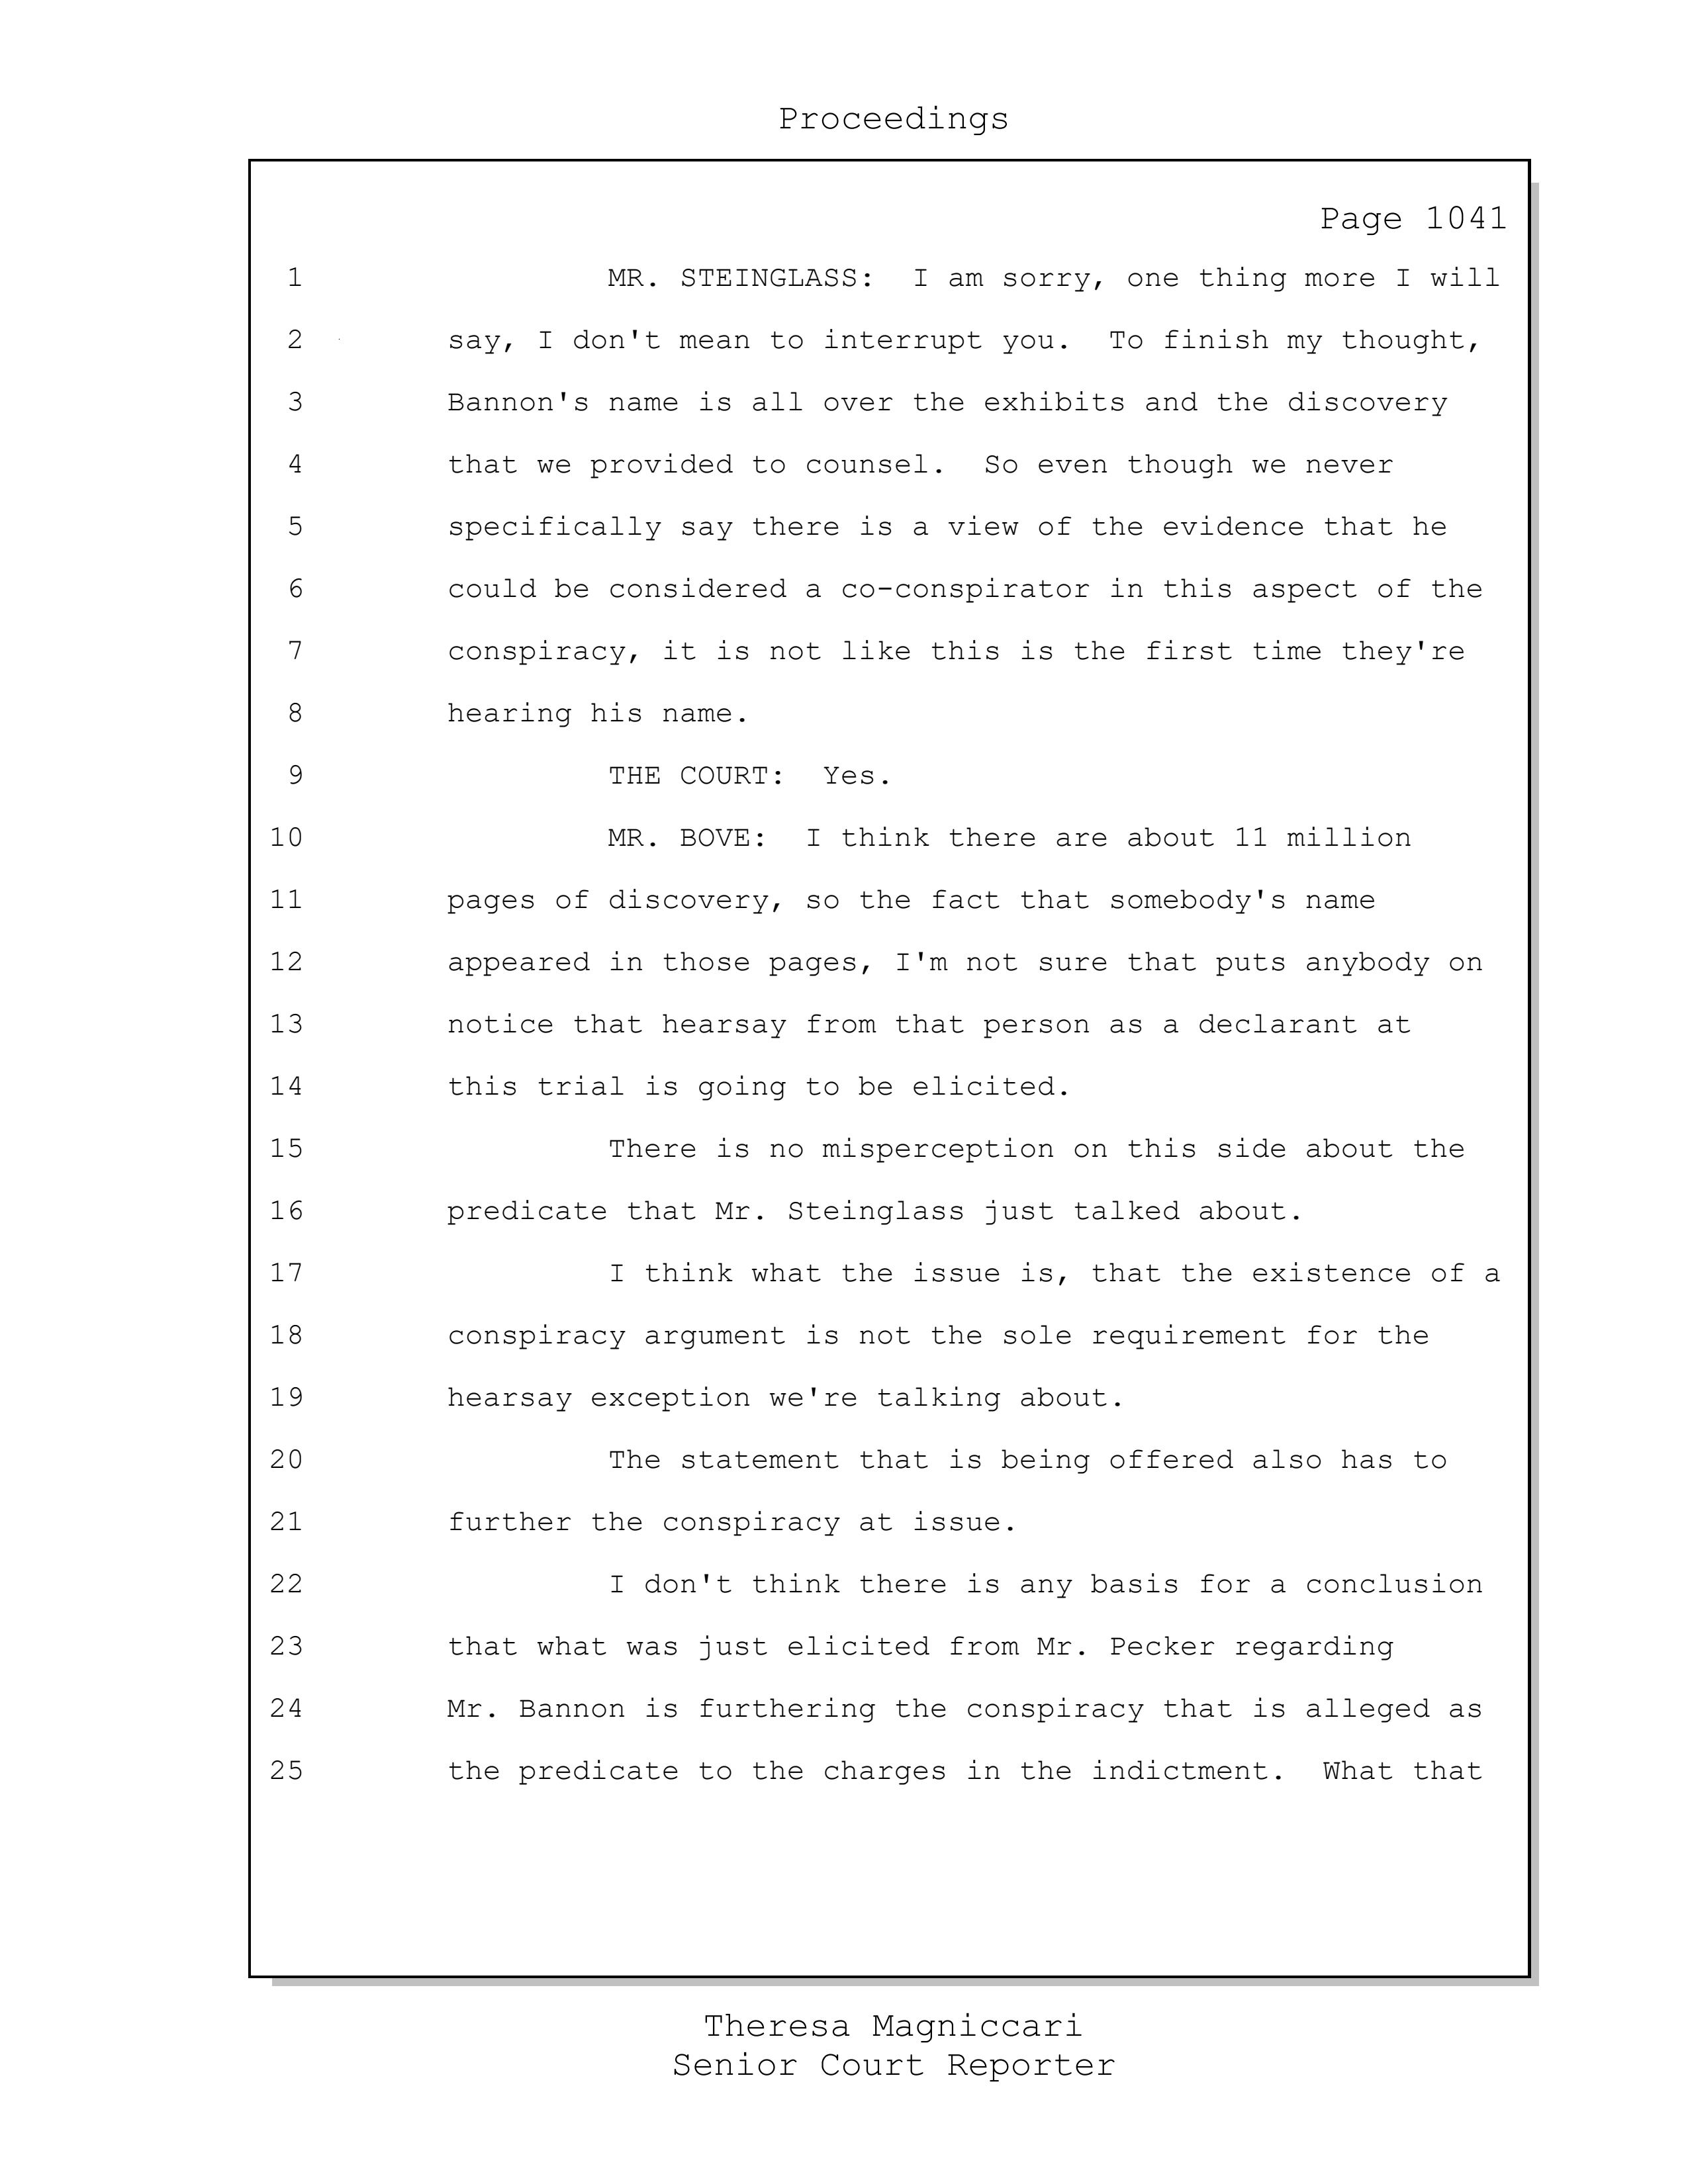 Proceedings
Page 1041
1 MR. STEINGLASS: I am sorry, one thing more I will
2 say, I don't mean to interrupt you. To finish my thought,
3 Bannon's name is all over the exhibits and the discovery
4 that we provided to counsel. So even though we never
5 specifically say there is a view of the evidence that he
6 could be considered a co-conspirator in this aspect of the
7 conspiracy, it is not like this is the first time they're
8 hearing his name.
9 THE COURT: Yes.
10 MR. BOVE: I think there are about 11 million
11 pages of discovery, so the fact that somebody's name
12 appeared in those pages, I'm not sure that puts anybody on
13 notice that hearsay from that person as a declarant at
14 this trial is going to be elicited.
15 There is no misperception on this side about the
16 predicate that Mr. Steinglass just talked about.
17 I think what the issue is, that the existence of a
18 conspiracy argument is not the sole requirement for the
19 hearsay exception we're talking about.
20 The statement that is being offered also has to
21 further the conspiracy at issue.
22 I don't think there is any basis for a conclusion
23 that what was just elicited from Mr. Pecker regarding
24 Mr. Bannon is furthering the conspiracy that is alleged as
25 the predicate to the charges in the indictment. What that
Theresa Magniccari
Senior Court Reporter